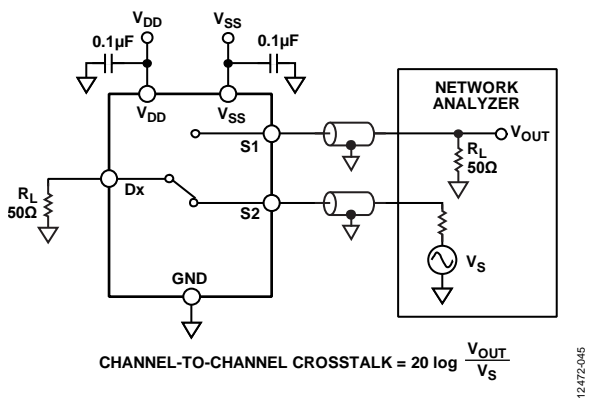 VDD
VSS
0.1µF
0.1µF
VDD
VSS
NETWORK
ANALYZER
S1
VOUT
RL
50Ω
Dx
RL
50Ω
S2
VS
GND
CHANNEL-TO-CHANNEL CROSSTALK = 20 log VOUT/VS
12472-045